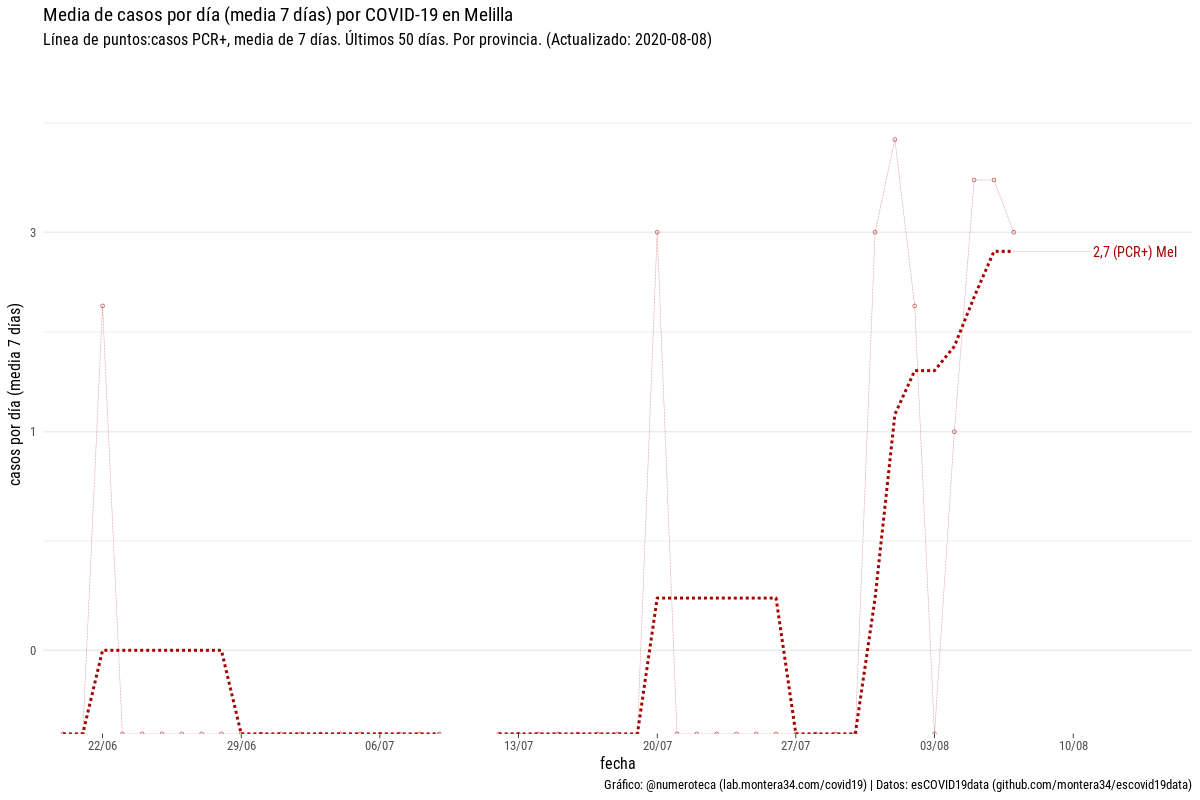 Media de casos por día (media 7 días) por COVID-19 en Melilla
Línea de puntos:casos PCR+, media de 7 días. Últimos 50 días. Por provincia. (Actualizado: 2020-08-08)
casos por día (media 7 días)
3
1
0
2,7 (PCR+) Mel
22/06
29/06
06/07
13/07
20/07
27/07
03/08
10/08
fecha
Gráfico: @numeroteca (lab.montera34.com/covid19) | Datos: esCOVID19data (github.com/montera34/escovid19data)